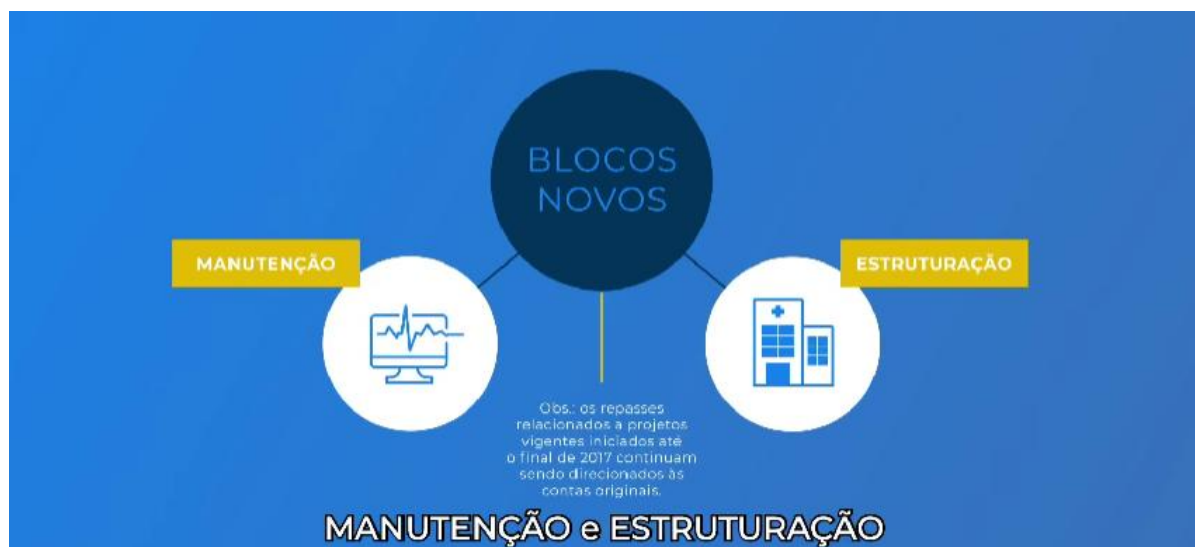 BLOCOS
NOVOS
MANUTENÇÃO
ESTRUTURAÇÃO
Obs.: os repasses
relacionados a projetos
vigentes iniciados até
o final de 2017 continuam
sendo direcionados às
contas originais.
MANUTENÇÃO e ESTRUTURAÇÃO